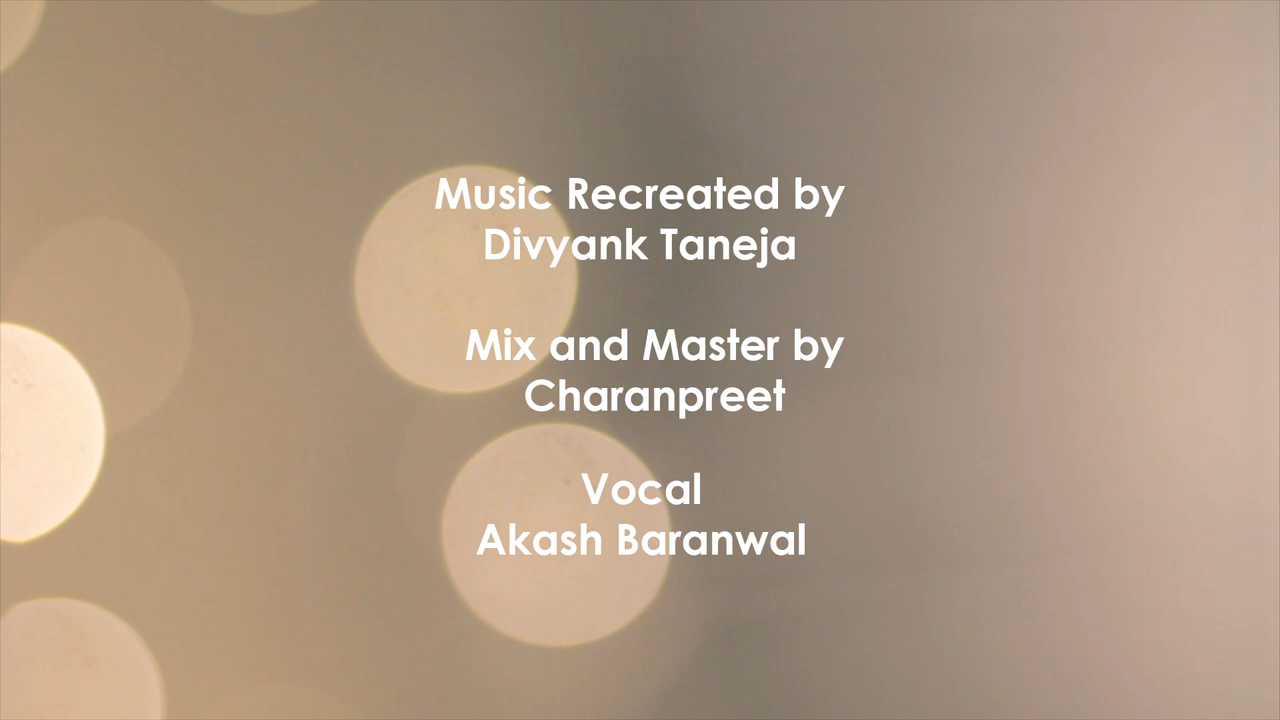 Music Recreated by
Divyank Taneja
Mix and Master by
Charanpreet
Vocal
Akash Baranwal